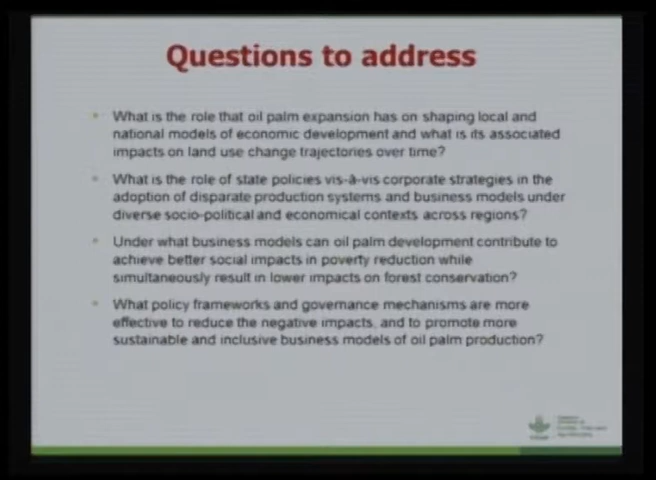 Questions to address
What is the role that oil palm expansion has on shaping local and
national models of economic development and what is its associated
impacts on land use change trajectories over time?
What is the role of state policies vis-à-vis corporate strategies in the
adoption of disparate production systems and business models under
diverse socio-political and economical contexts across regions?
Under what business models can oil palm development contribute to
achieve better social impacts in poverty reduction while
simultaneously result in lower impacts on forest conservation?
What policy frameworks and governance mechanisms are more
effective to reduce the negative impacts, and to promote more
sustainable and inclusive business models of oil palm production?